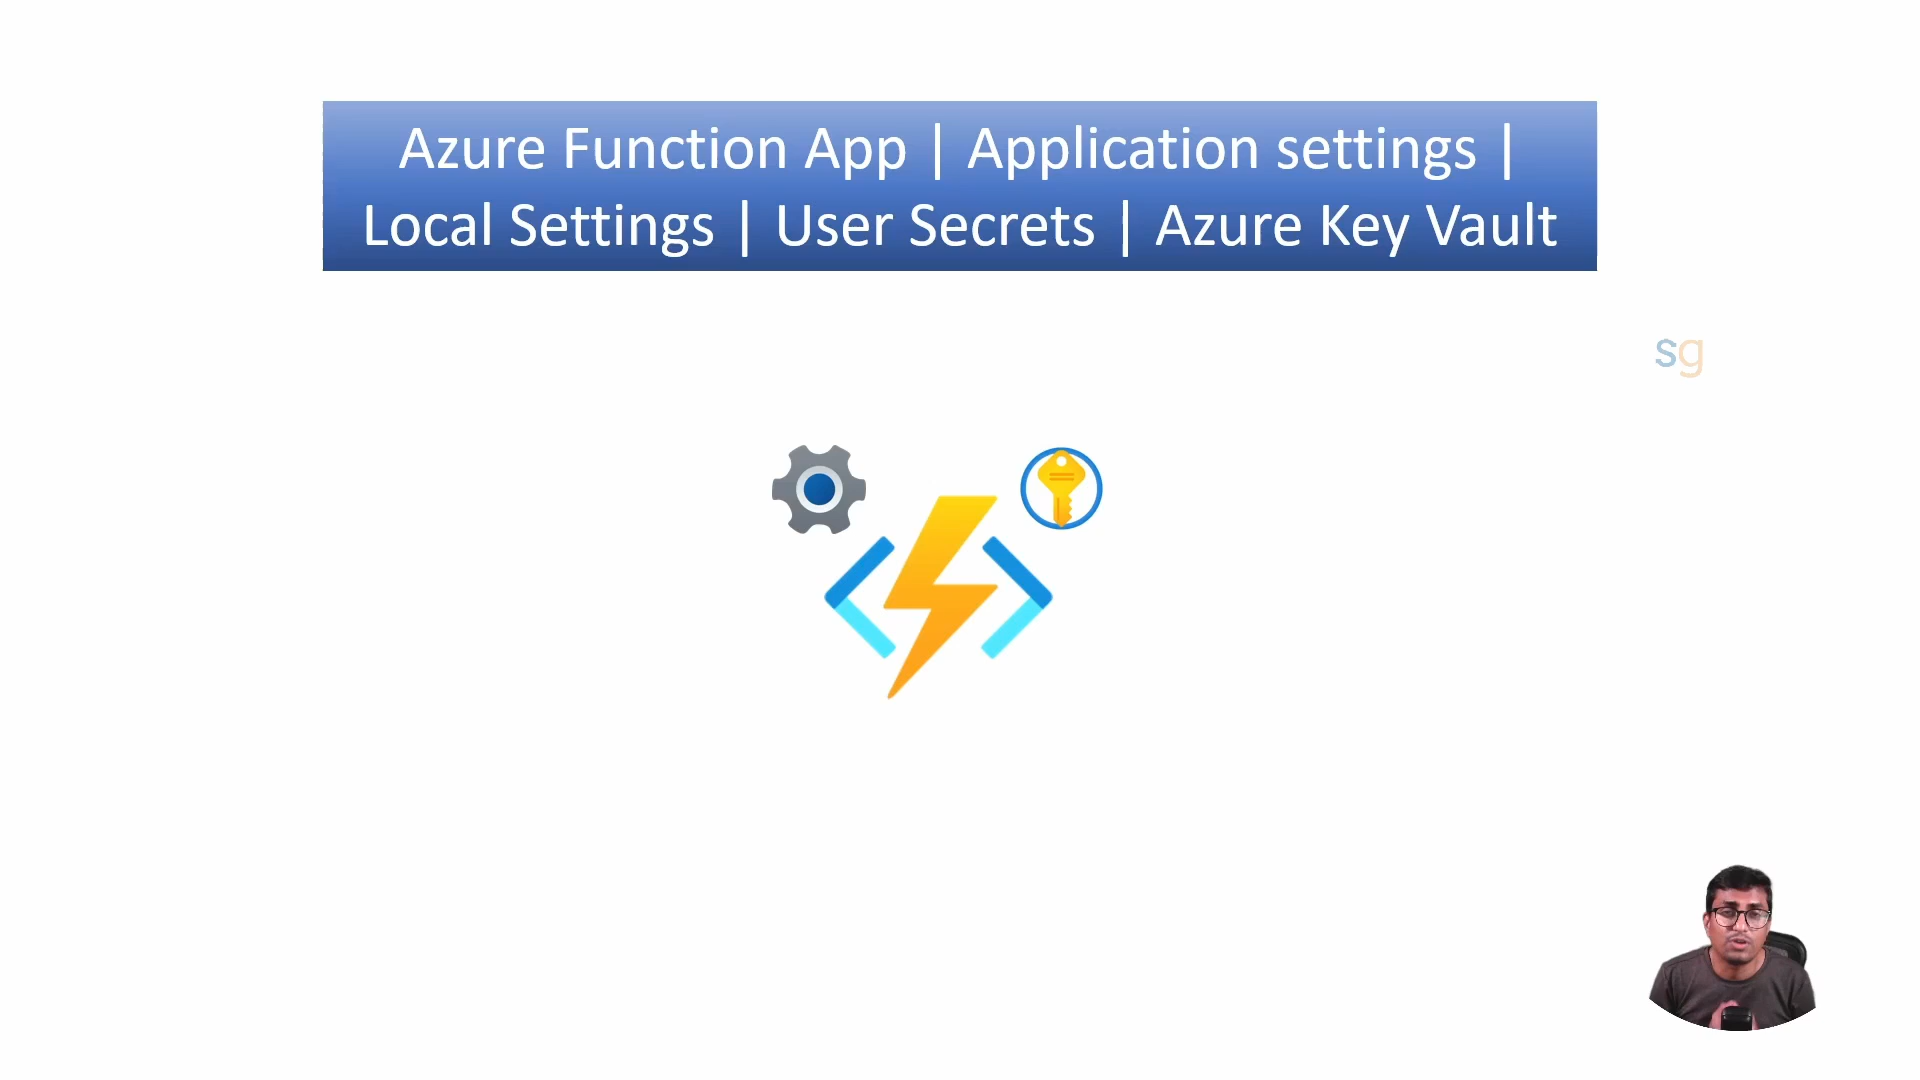 Azure Function App | Application settings |
Local Settings | User Secrets | Azure Key Vault
sg